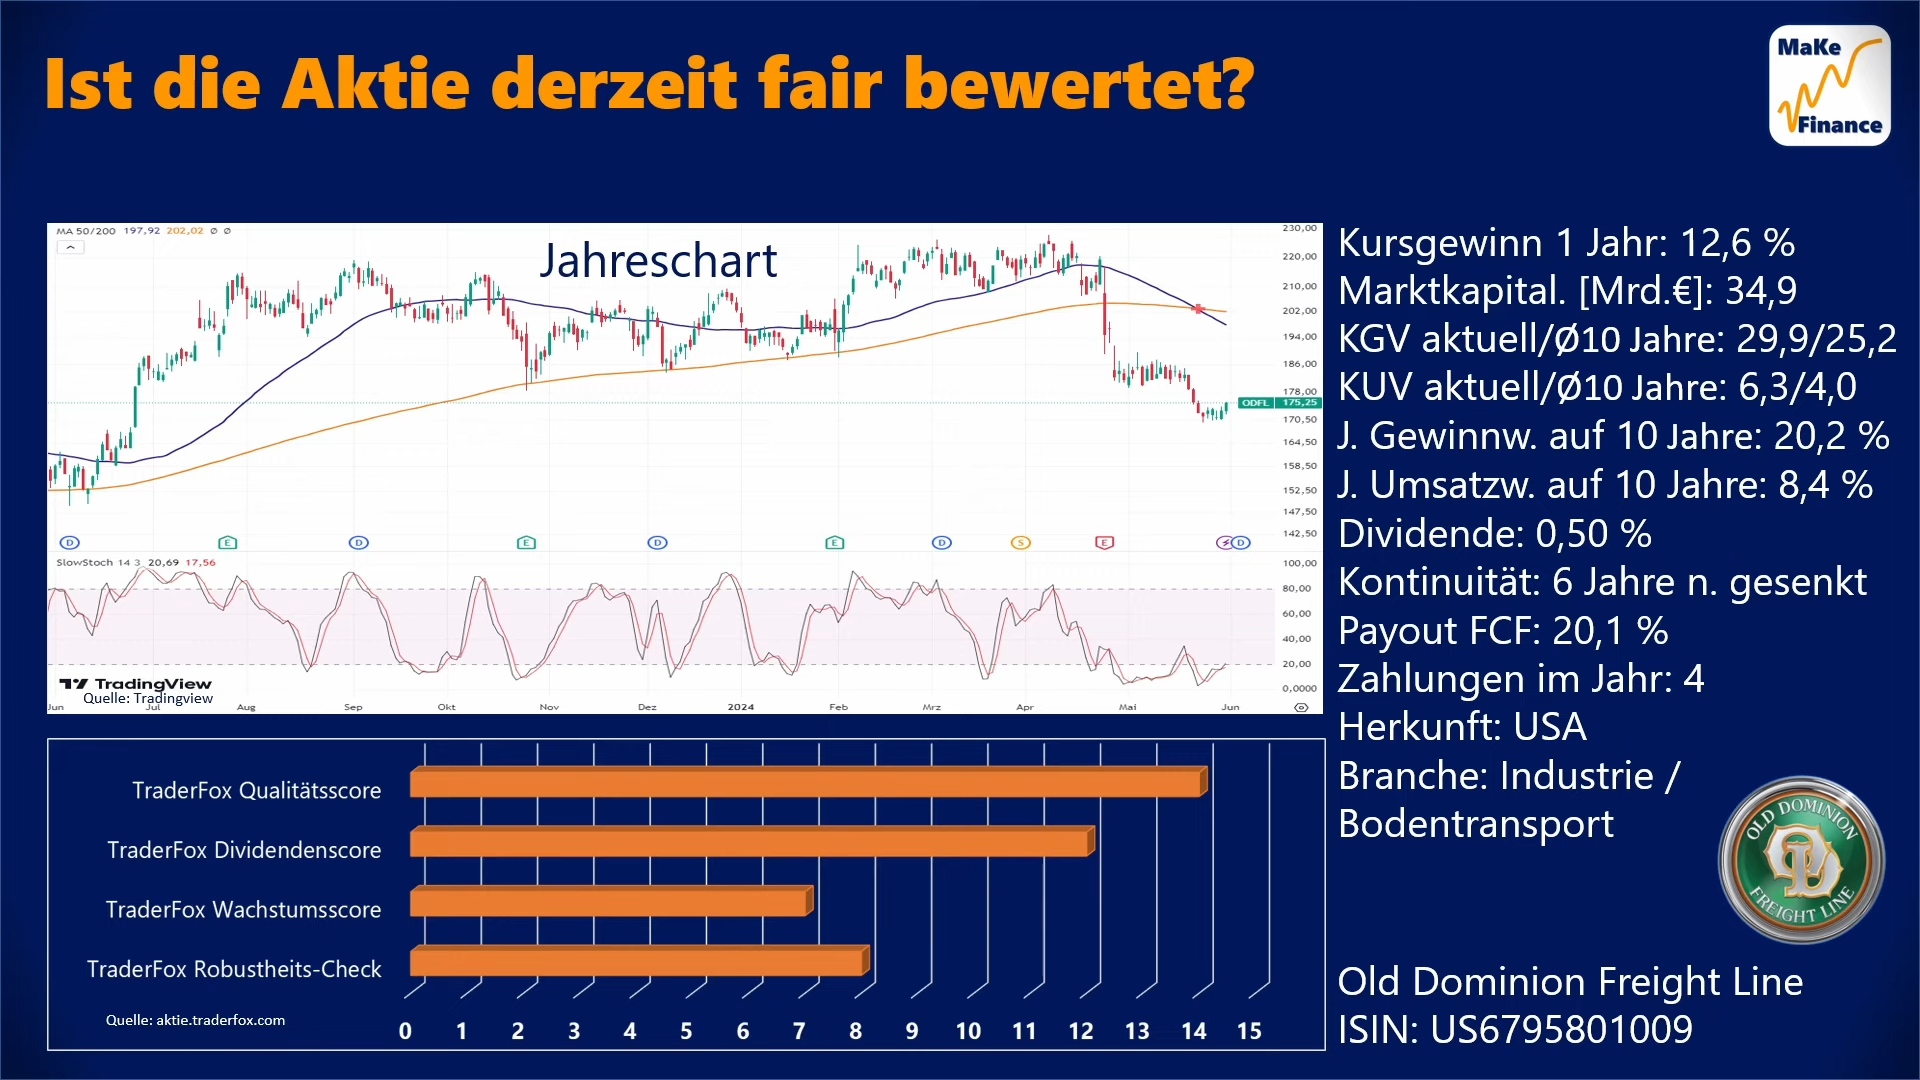 Ist die Aktie derzeit fair bewertet?
MaKe
Finance
MA 50/200 197,92 202,02 Ø Ø
Jahreschart
230,00
220,00
210,00
202,00
194,00
186,00
178,00
ODFL 175,25
170,50
164,50
158,50
152,50
147,50
142,50
D E D E D E D S E D
SlowStoch 14 3 20,69 17,56
100,00
80,00
60,00
40,00
20,00
0,0000
TradingView
Quelle: Tradingview
Jun Jul Aug Sep Okt Nov Dez 2024 Feb Mrz Apr Mai Jun
Kursgewinn 1 Jahr: 12,6 %
Marktkapital. [Mrd.€]: 34,9
KGV aktuell/Ø10 Jahre: 29,9/25,2
KUV aktuell/Ø10 Jahre: 6,3/4,0
J. Gewinnw. auf 10 Jahre: 20,2 %
J. Umsatzw. auf 10 Jahre: 8,4 %
Dividende: 0,50 %
Kontinuität: 6 Jahre n. gesenkt
Payout FCF: 20,1 %
Zahlungen im Jahr: 4
Herkunft: USA
Branche: Industrie /
Bodentransport
OLD DOMINION
OD
FREIGHT LINE
Old Dominion Freight Line
ISIN: US6795801009
TraderFox Qualitätsscore
TraderFox Dividendenscore
TraderFox Wachstumsscore
TraderFox Robustheits-Check
Quelle: aktie.traderfox.com
0 1 2 3 4 5 6 7 8 9 10 11 12 13 14 15